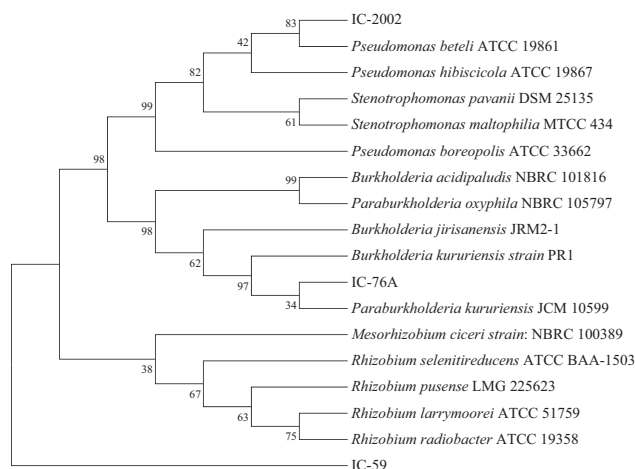 83
IC-2002
42
Pseudomonas beteli ATCC 19861
82
Pseudomonas hibiscicola ATCC 19867
99
Stenotrophomonas pavanii DSM 25135
61
Stenotrophomonas maltophilia MTCC 434
98
Pseudomonas boreopolis ATCC 33662
99
Burkholderia acidipaludis NBRC 101816
Paraburkholderia oxyphila NBRC 105797
98
Burkholderia jirisanensis JRM2-1
62
Burkholderia kururiensis strain PR1
97
IC-76A
34
Paraburkholderia kururiensis JCM 10599
Mesorhizobium ciceri strain: NBRC 100389
38
Rhizobium selenitireducens ATCC BAA-1503
67
Rhizobium pusense LMG 225623
63
Rhizobium larrymoorei ATCC 51759
75
Rhizobium radiobacter ATCC 19358
IC-59